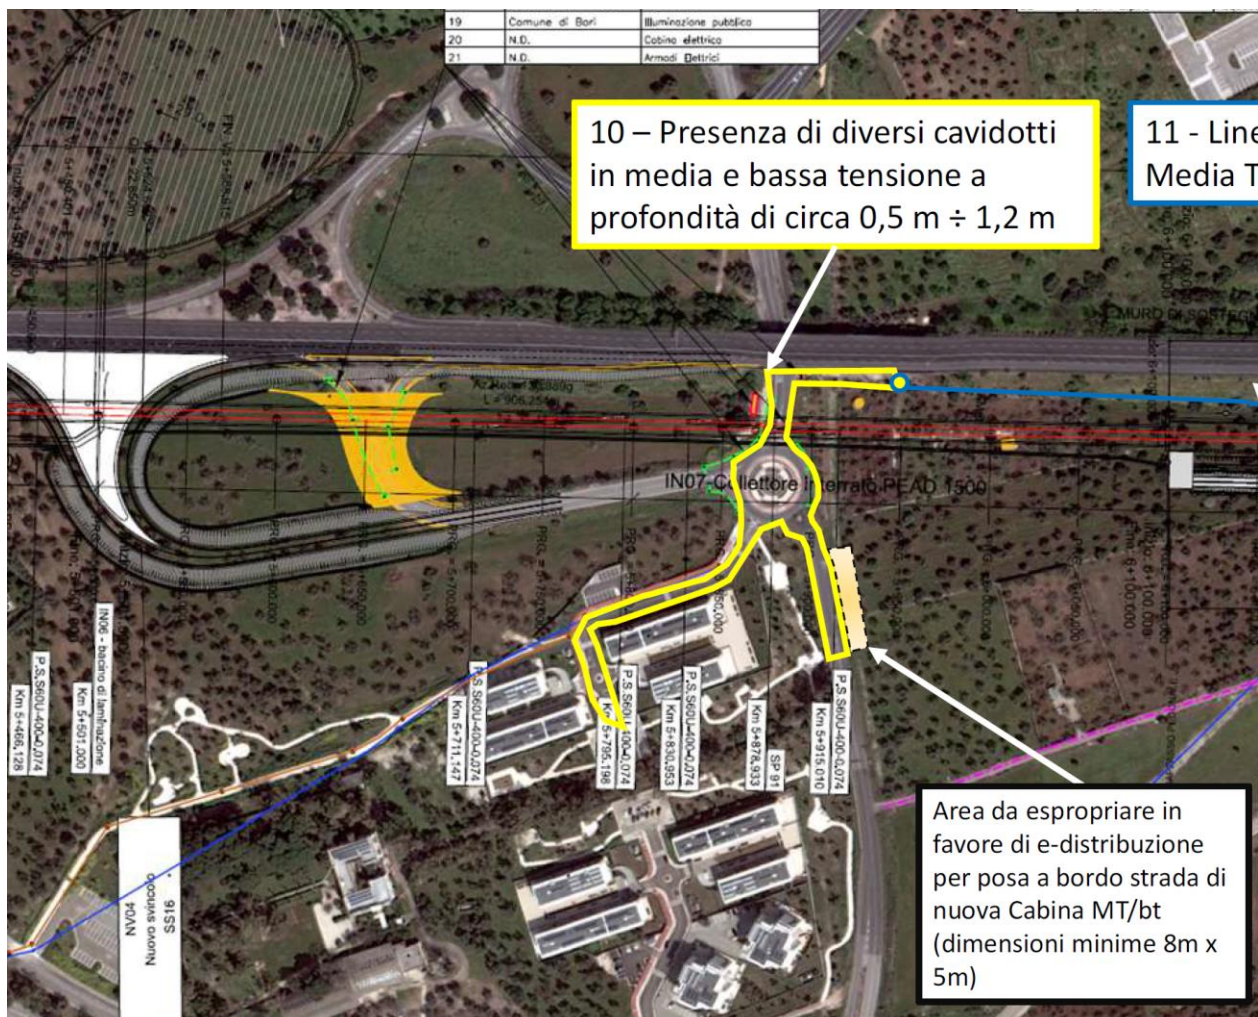 19 Comune di Bari Illuminazione pubblica
20 N.D. Cabina elettrica
21 N.D. Armadi Elettrici
10 – Presenza di diversi cavidotti
in media e bassa tensione a
profondità di circa 0,5 m ÷ 1,2 m
11 - Line
Media T
MURO DI SOSTEG
L = 906,254
IN07-Collettore interrato PEAD 1500
P.S.S60U-400-0,074
Km 5+466,128
IN06 - bacino di laminazione
Km 5+501,000
P.S.S60U-400-0,074
Km 5+711,147
P.S.S60U-400-0,074
Km 5+795,198
P.S.S60U-400-0,074
Km 5+830,953
SP 91
Km 5+878,933
P.S.S60U-400-0,074
Km 5+915,010
NV04
Nuovo svincolo
SS16
Area da espropriare in
favore di e-distribuzione
per posa a bordo strada di
nuova Cabina MT/bt
(dimensioni minime 8m x
5m)